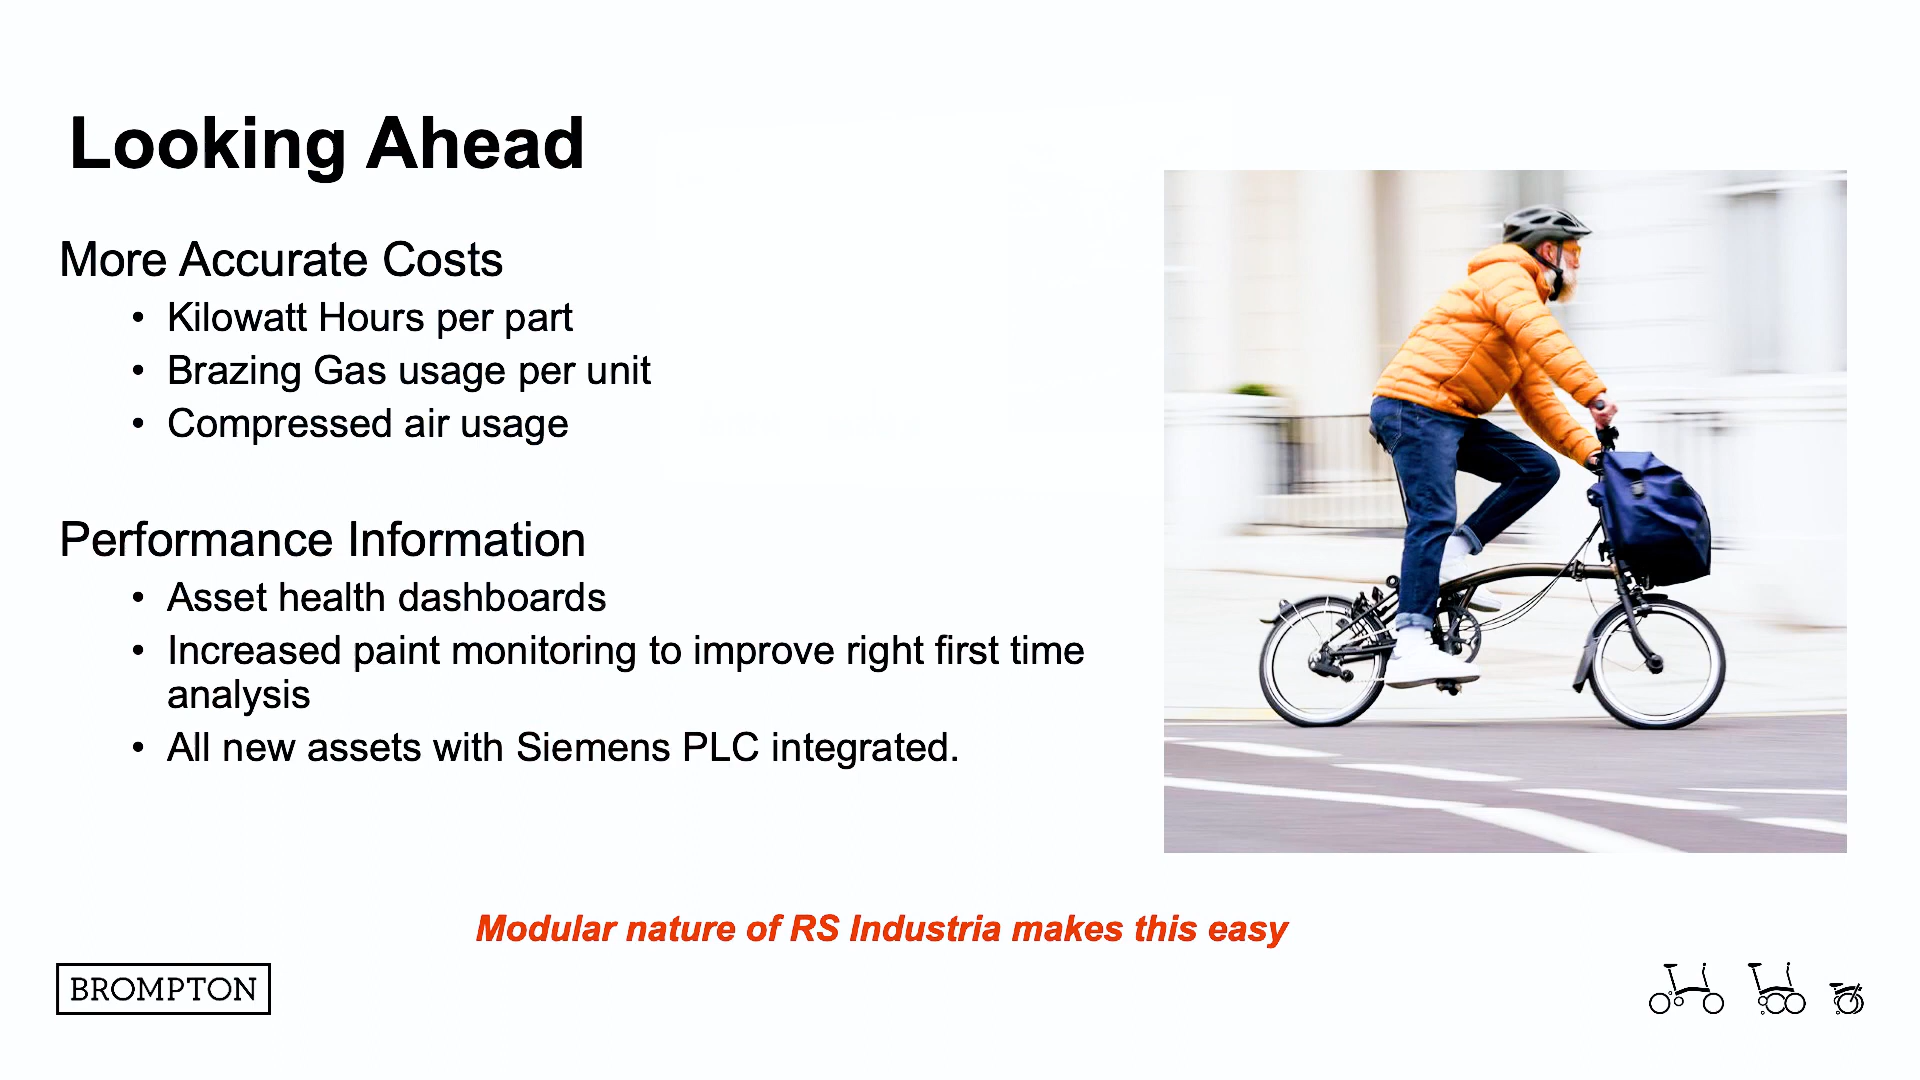 Looking Ahead
More Accurate Costs
• Kilowatt Hours per part
• Brazing Gas usage per unit
• Compressed air usage
Performance Information
• Asset health dashboards
• Increased paint monitoring to improve right first time
analysis
• All new assets with Siemens PLC integrated.
Modular nature of RS Industria makes this easy
BROMPTON